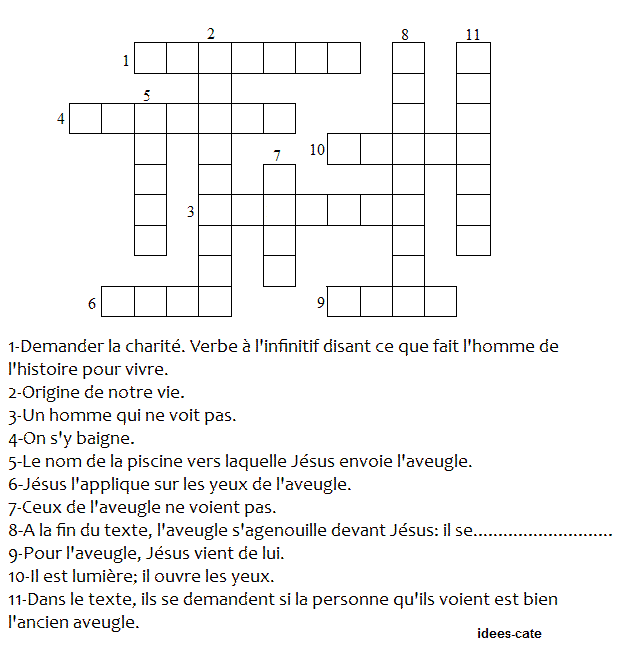 2 8 11
1
5
4
7 10
3
6 9
1-Demander la charité. Verbe à l'infinitif disant ce que fait l'homme de
l'histoire pour vivre.
2-Origine de notre vie.
3-Un homme qui ne voit pas.
4-On s'y baigne.
5-Le nom de la piscine vers laquelle Jésus envoie l'aveugle.
6-Jésus l'applique sur les yeux de l'aveugle.
7-Ceux de l'aveugle ne voient pas.
8-A la fin du texte, l'aveugle s'agenouille devant Jésus: il se............................
9-Pour l'aveugle, Jésus vient de lui.
10-Il est lumière; il ouvre les yeux.
11-Dans le texte, ils se demandent si la personne qu'ils voient est bien
l'ancien aveugle.
idees-cate